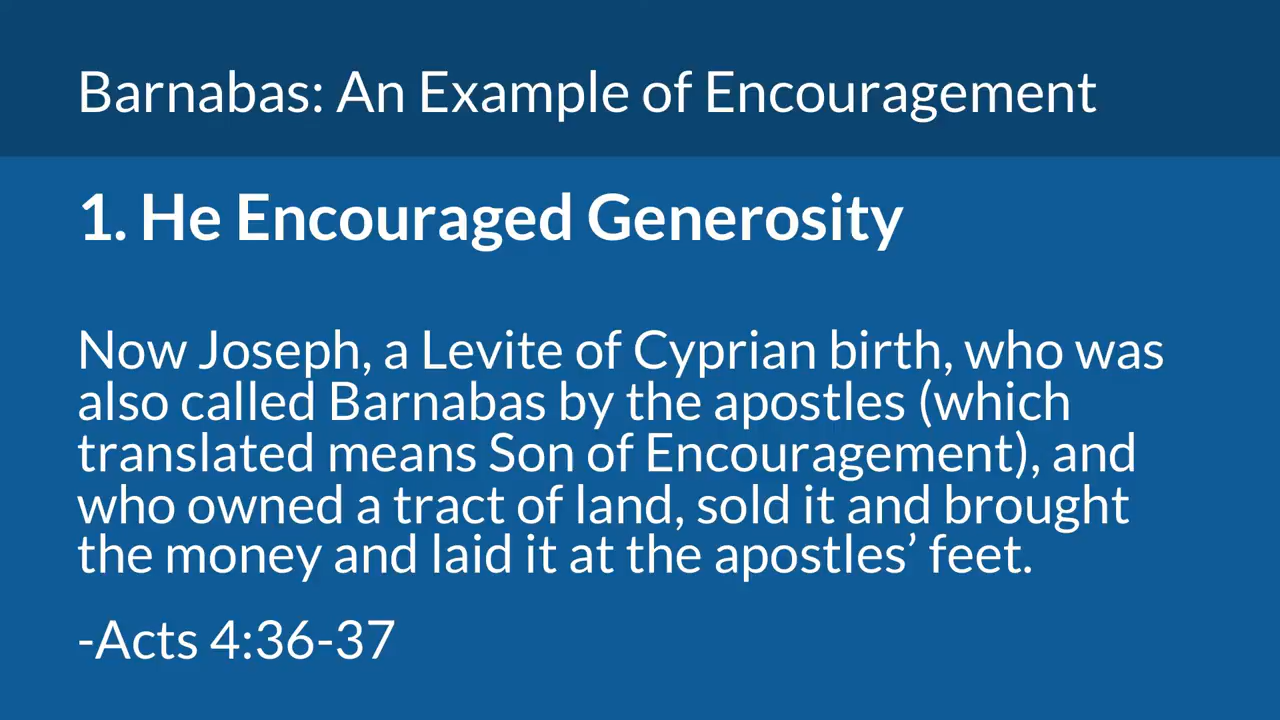 Barnabas: An Example of Encouragement
1. He Encouraged Generosity
Now Joseph, a Levite of Cyprian birth, who was
also called Barnabas by the apostles (which
translated means Son of Encouragement), and
who owned a tract of land, sold it and brought
the money and laid it at the apostles’ feet.
-Acts 4:36-37